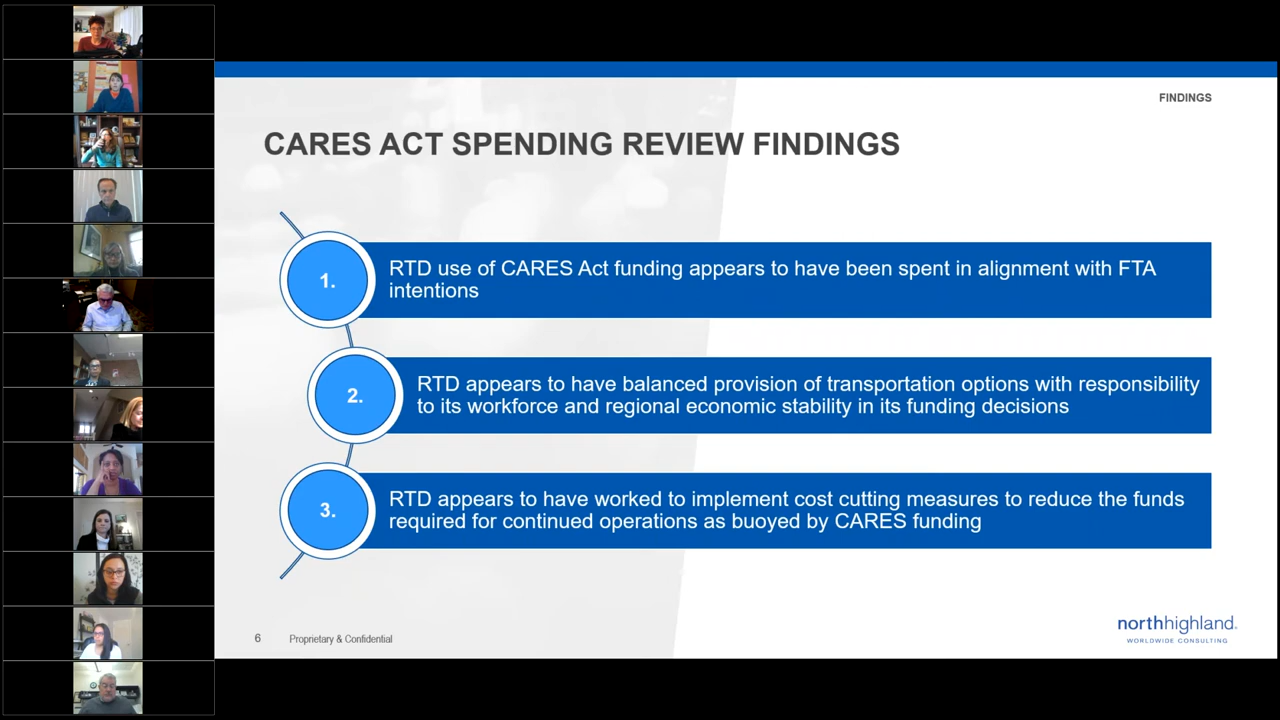 FINDINGS
CARES ACT SPENDING REVIEW FINDINGS
1.
RTD use of CARES Act funding appears to have been spent in alignment with FTA
intentions
2.
RTD appears to have balanced provision of transportation options with responsibility
to its workforce and regional economic stability in its funding decisions
3.
RTD appears to have worked to implement cost cutting measures to reduce the funds
required for continued operations as buoyed by CARES funding
6
Proprietary & Confidential
northhighland.
WORLDWIDE CONSULTING